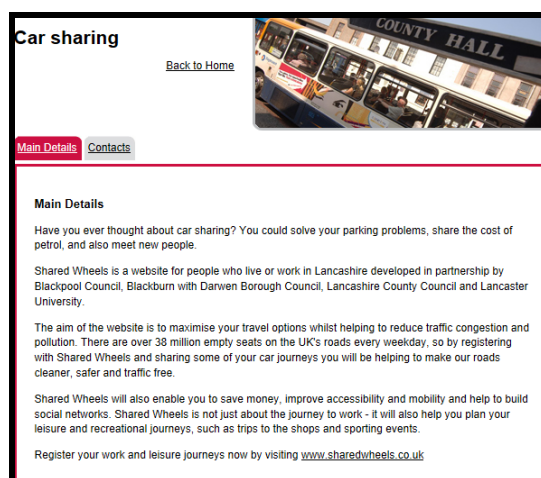 Car sharing
COUNTY HALL
Back to Home
Main Details
Contacts
Main Details
Have you ever thought about car sharing? You could solve your parking problems, share the cost of
petrol, and also meet new people.
Shared Wheels is a website for people who live or work in Lancashire developed in partnership by
Blackpool Council, Blackburn with Darwen Borough Council, Lancashire County Council and Lancaster
University.
The aim of the website is to maximise your travel options whilst helping to reduce traffic congestion and
pollution. There are over 38 million empty seats on the UK's roads every weekday, so by registering
with Shared Wheels and sharing some of your car journeys you will be helping to make our roads
cleaner, safer and traffic free.
Shared Wheels will also enable you to save money, improve accessibility and mobility and help to build
social networks. Shared Wheels is not just about the journey to work - it will also help you plan your
leisure and recreational journeys, such as trips to the shops and sporting events.
Register your work and leisure journeys now by visiting www.sharedwheels.co.uk